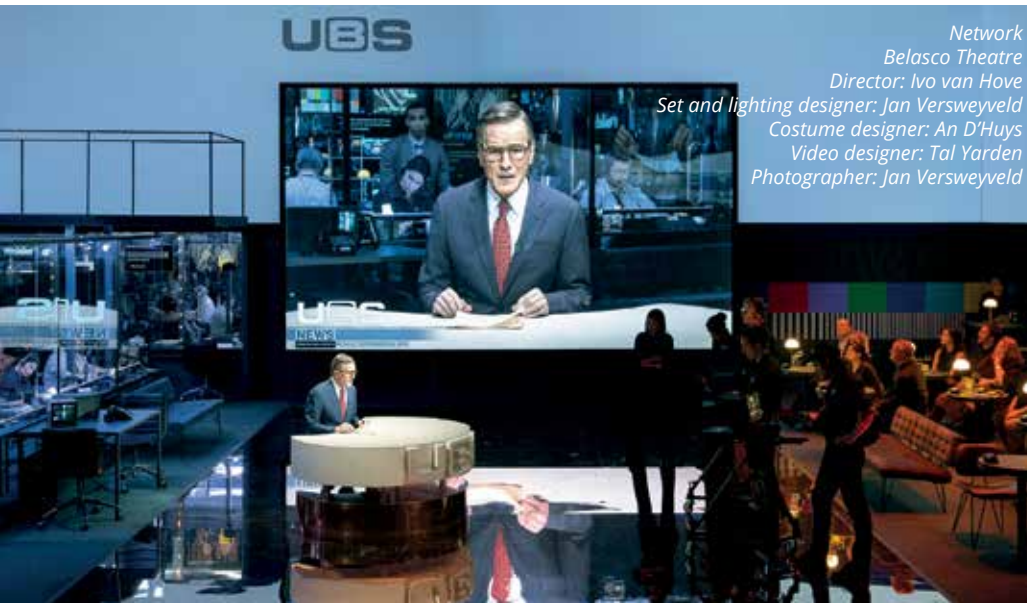 UBS
Network
Belasco Theatre
Director: Ivo van Hove
Set and lighting designer: Jan Versweyveld
Costume designer: An D'Huys
Video designer: Tal Yarden
Photographer: Jan Versweyveld
UBS
NEWS